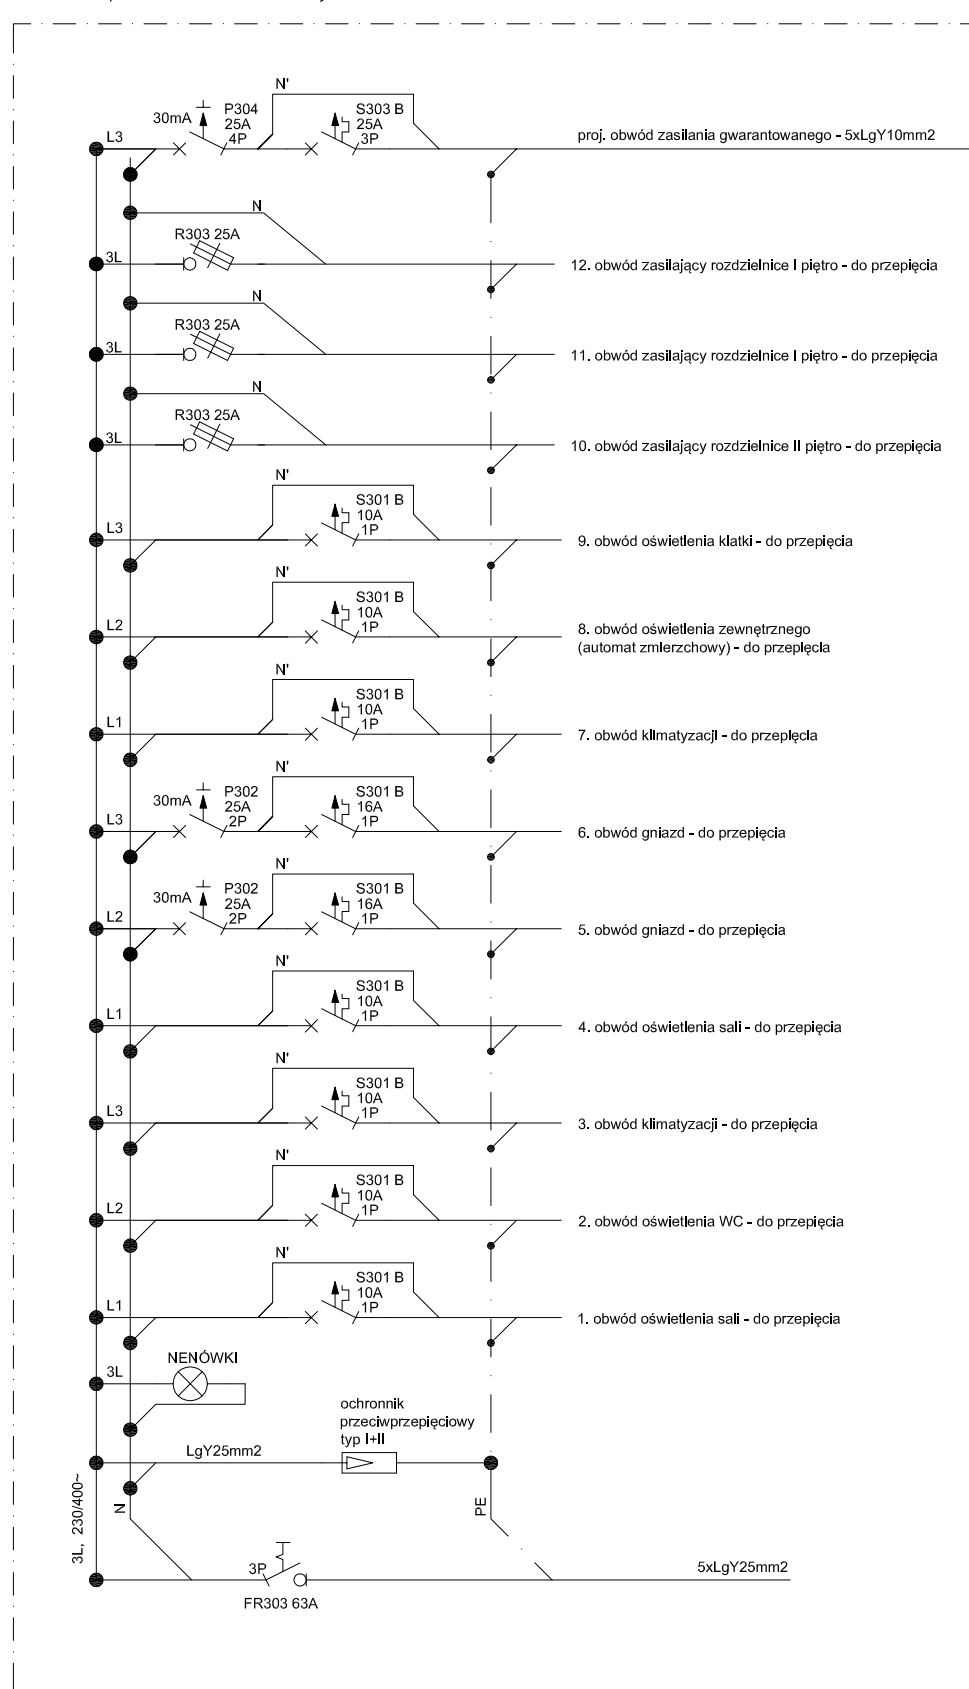 N'
P304
S303 B
30mA
25A
25A
L3
4P
3P
proj. obwód zasilania gwarantowanego - 5xLgY10mm2
N
R303 25A
3L
12. obwód zasilający rozdzielnice I piętro - do przepięcia
N
R303 25A
3L
11. obwód zasilający rozdzielnice I piętro - do przepięcia
N
R303 25A
3L
10. obwód zasilający rozdzielnice II piętro - do przepięcia
N'
S301 B
10A
L3
1P
9. obwód oświetlenia klatki - do przepięcia
N'
S301 B
10A
L2
1P
8. obwód oświetlenia zewnętrznego
(automat zmierzchowy) - do przepięcia
N'
S301 B
10A
L1
1P
7. obwód klimatyzacji - do przepięcia
N'
P302
S301 B
30mA
25A
16A
L3
2P
1P
6. obwód gniazd - do przepięcia
N'
P302
S301 B
30mA
25A
16A
L2
2P
1P
5. obwód gniazd - do przepięcia
N'
S301 B
10A
L1
1P
4. obwód oświetlenia sali - do przepięcia
N'
S301 B
10A
L3
1P
3. obwód klimatyzacji - do przepięcia
N'
S301 B
10A
L2
1P
2. obwód oświetlenia WC - do przepięcia
N'
S301 B
10A
L1
1P
1. obwód oświetlenia sali - do przepięcia
NENÓWKI
3L
ochronnik
przeciwprzepięciowy
typ I+II
LgY25mm2
3L, 230/400~
N
PE
3P
FR303 63A
5xLgY25mm2